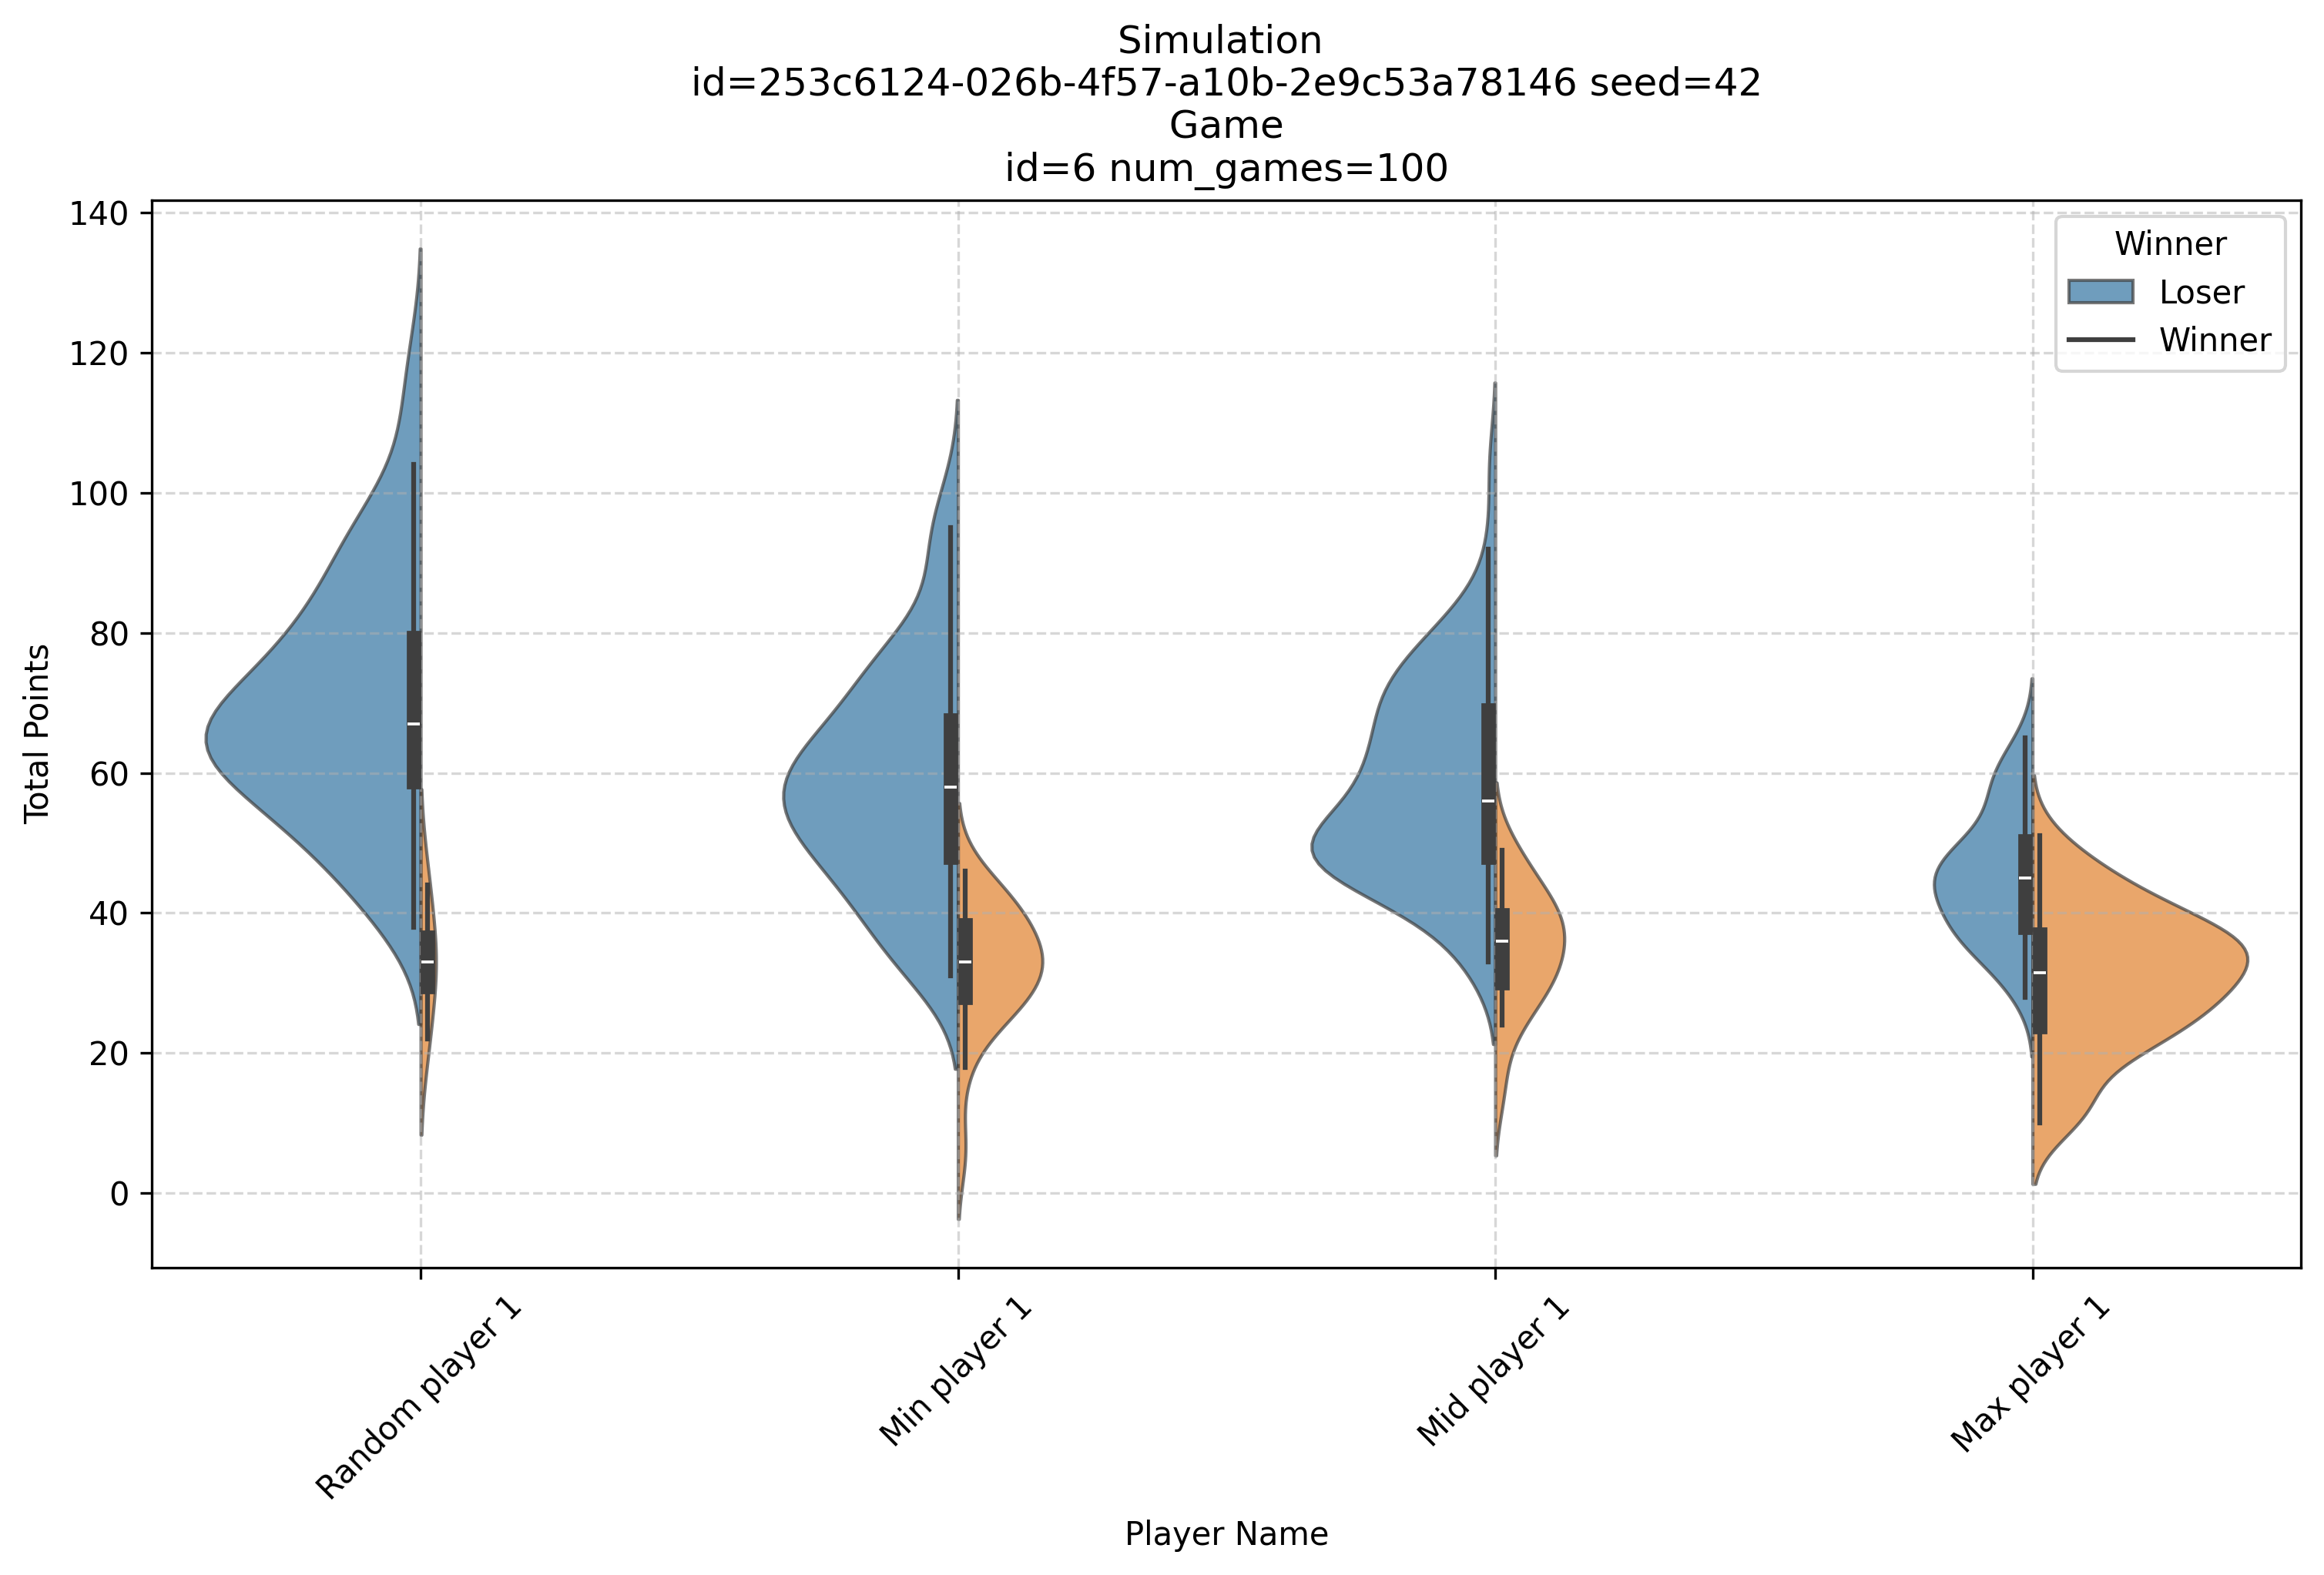 Simulation
id=253c6124-026b-4f57-a10b-2e9c53a78146 seed=42
Game
id=6 num_games=100
140
120
100
80
60
40
20
0
Total Points
Winner
Loser
Winner
Random player 1
Min player 1
Mid player 1
Max player 1
Player Name